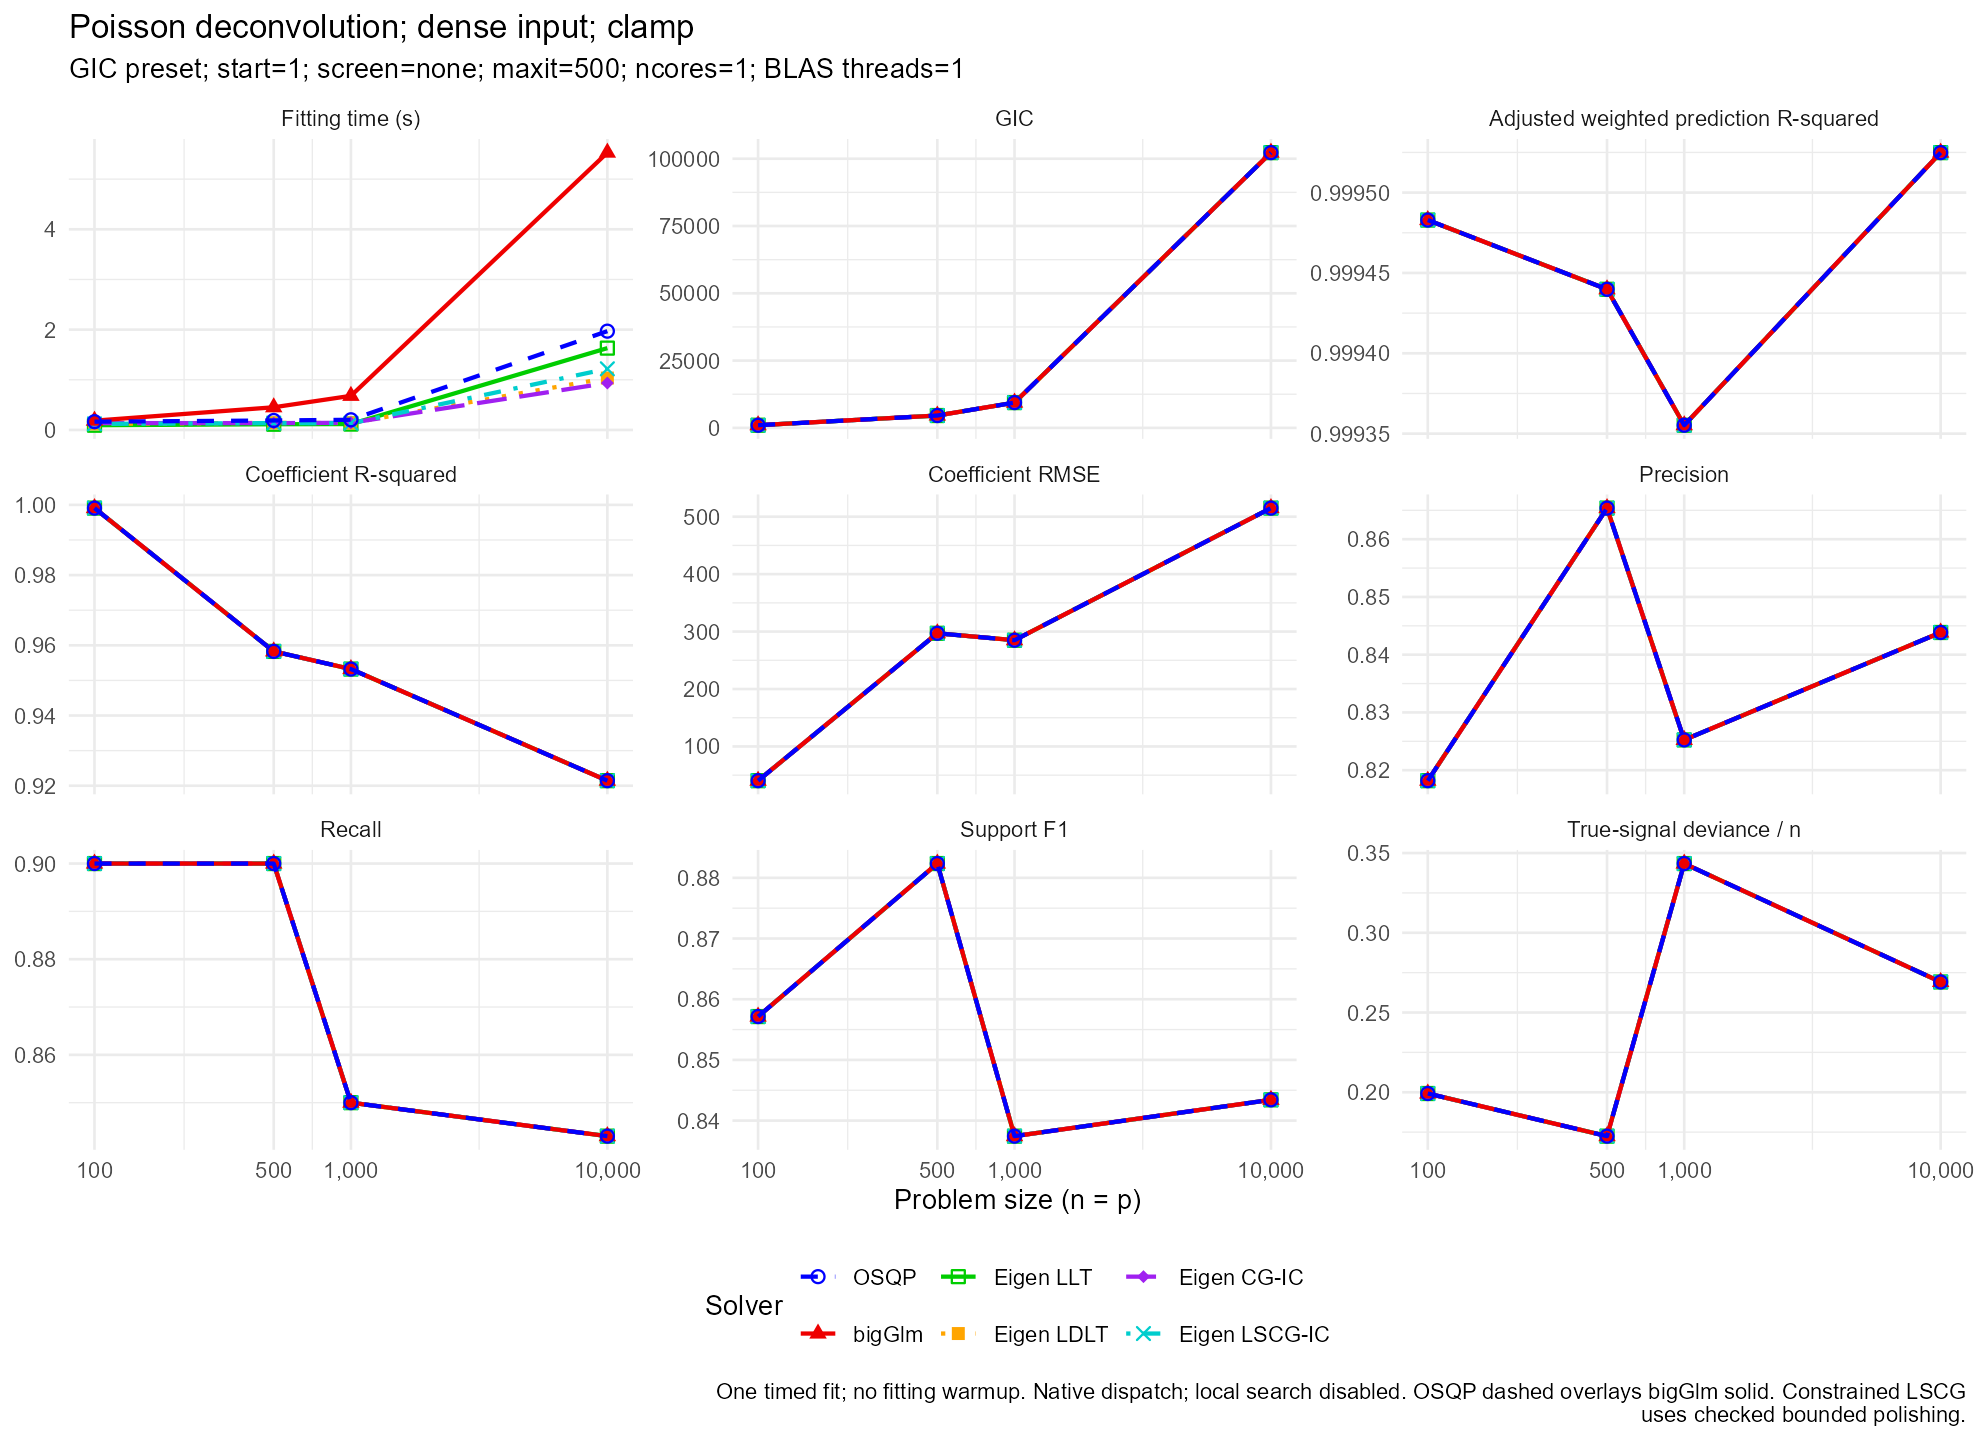 Poisson deconvolution; dense input; clamp
GIC preset; start=1; screen=none; maxit=500; ncores=1; BLAS threads=1
Fitting time (s)
GIC
Adjusted weighted prediction R-squared
4
2
0
100000
75000
50000
25000
0
0.99950
0.99945
0.99940
0.99935
Coefficient R-squared
Coefficient RMSE
Precision
1.00
0.98
0.96
0.94
0.92
500
400
300
200
100
0.86
0.85
0.84
0.83
0.82
Recall
Support F1
True-signal deviance / n
0.90
0.88
0.86
0.88
0.87
0.86
0.85
0.84
0.35
0.30
0.25
0.20
100 500 1,000 10,000
100 500 1,000 10,000
100 500 1,000 10,000
Problem size (n = p)
Solver
OSQP
Eigen LLT
Eigen CG-IC
bigGlm
Eigen LDLT
Eigen LSCG-IC
One timed fit; no fitting warmup. Native dispatch; local search disabled. OSQP dashed overlays bigGlm solid. Constrained LSCG
uses checked bounded polishing.